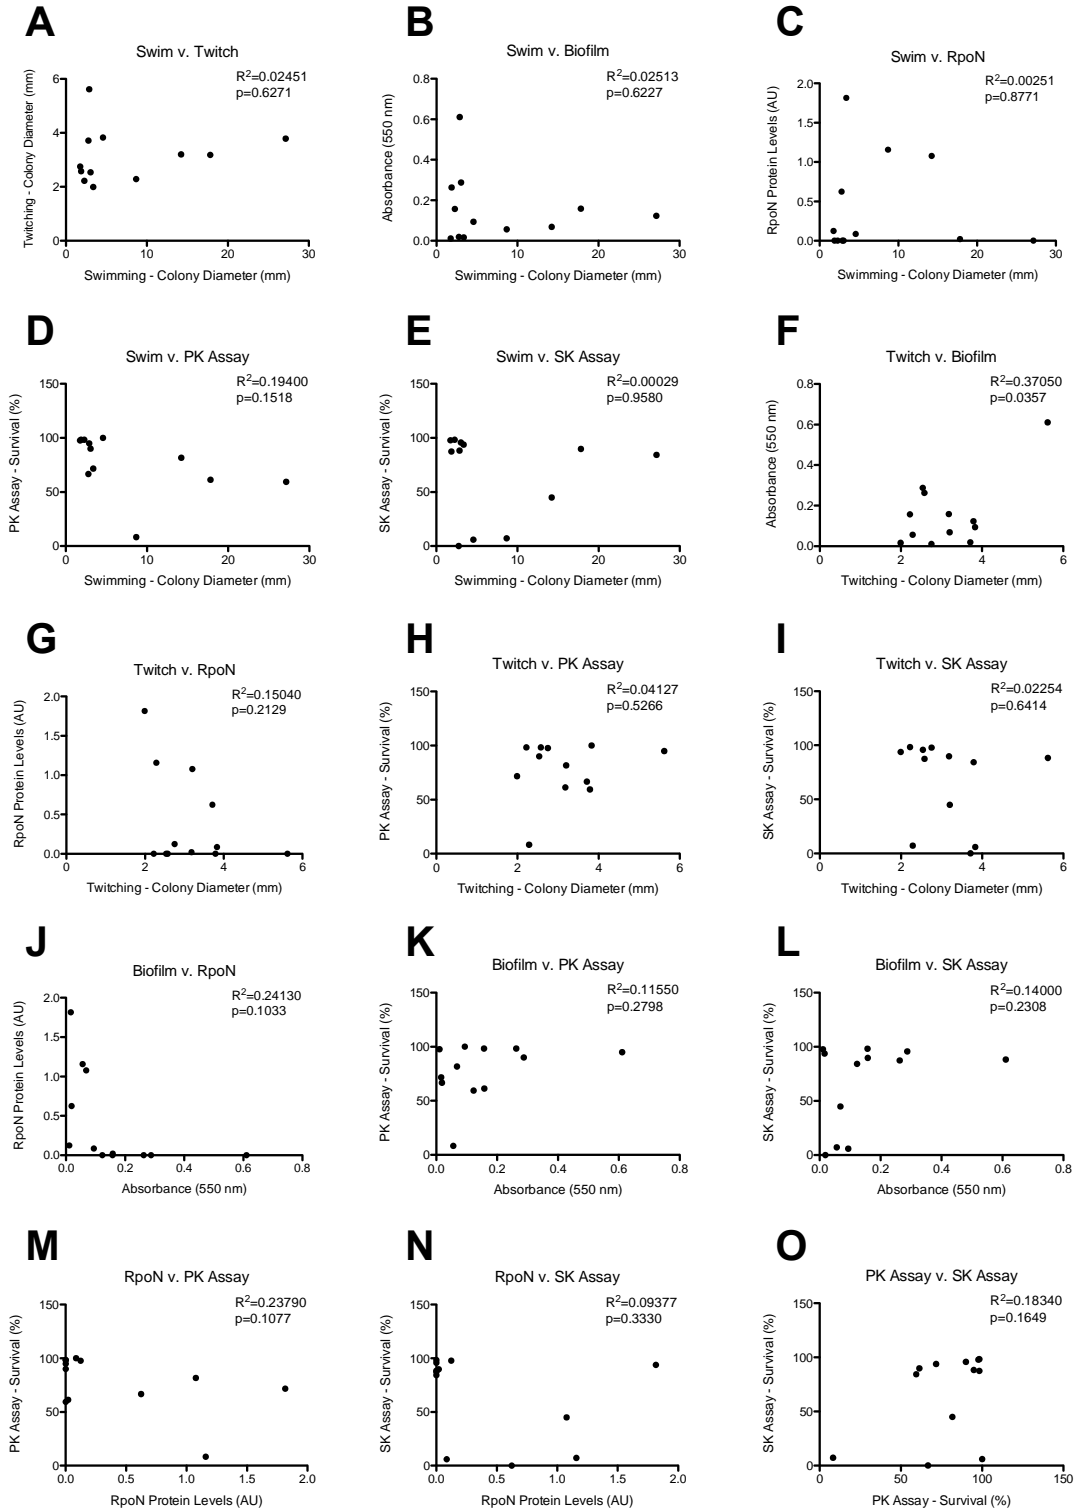 A
Swim v. Twitch
R²=0.02451
p=0.6271
Twitching - Colony Diameter (mm)
6
4
2
0
0 10 20 30
Swimming - Colony Diameter (mm)
B
Swim v. Biofilm
R²=0.02513
p=0.6227
Absorbance (550 nm)
0.8
0.6
0.4
0.2
0.0
0 10 20 30
Swimming - Colony Diameter (mm)
C
Swim v. RpoN
R²=0.00251
p=0.8771
RpoN Protein Levels (AU)
2.0
1.5
1.0
0.5
0.0
0 10 20 30
Swimming - Colony Diameter (mm)
D
Swim v. PK Assay
R²=0.19400
p=0.1518
PK Assay - Survival (%)
150
100
50
0
0 10 20 30
Swimming - Colony Diameter (mm)
E
Swim v. SK Assay
R²=0.00029
p=0.9580
SK Assay - Survival (%)
150
100
50
0
0 10 20 30
Swimming - Colony Diameter (mm)
F
Twitch v. Biofilm
R²=0.37050
p=0.0357
Absorbance (550 nm)
0.8
0.6
0.4
0.2
0.0
0 2 4 6
Twitching - Colony Diameter (mm)
G
Twitch v. RpoN
R²=0.15040
p=0.2129
RpoN Protein Levels (AU)
2.0
1.5
1.0
0.5
0.0
0 2 4 6
Twitching - Colony Diameter (mm)
H
Twitch v. PK Assay
R²=0.04127
p=0.5266
PK Assay - Survival (%)
150
100
50
0
0 2 4 6
Twitching - Colony Diameter (mm)
I
Twitch v. SK Assay
R²=0.02254
p=0.6414
SK Assay - Survival (%)
150
100
50
0
0 2 4 6
Twitching - Colony Diameter (mm)
J
Biofilm v. RpoN
R²=0.24130
p=0.1033
RpoN Protein Levels (AU)
2.0
1.5
1.0
0.5
0.0
0.0 0.2 0.4 0.6 0.8
Absorbance (550 nm)
K
Biofilm v. PK Assay
R²=0.11550
p=0.2798
PK Assay - Survival (%)
150
100
50
0
0.0 0.2 0.4 0.6 0.8
Absorbance (550 nm)
L
Biofilm v. SK Assay
R²=0.14000
p=0.2308
SK Assay - Survival (%)
150
100
50
0
0.0 0.2 0.4 0.6 0.8
Absorbance (550 nm)
M
RpoN v. PK Assay
R²=0.23790
p=0.1077
PK Assay - Survival (%)
150
100
50
0
0.0 0.5 1.0 1.5 2.0
RpoN Protein Levels (AU)
N
RpoN v. SK Assay
R²=0.09377
p=0.3330
SK Assay - Survival (%)
150
100
50
0
0.0 0.5 1.0 1.5 2.0
RpoN Protein Levels (AU)
O
PK Assay v. SK Assay
R²=0.18340
p=0.1649
SK Assay - Survival (%)
150
100
50
0
0 50 100 150
PK Assay - Survival (%)